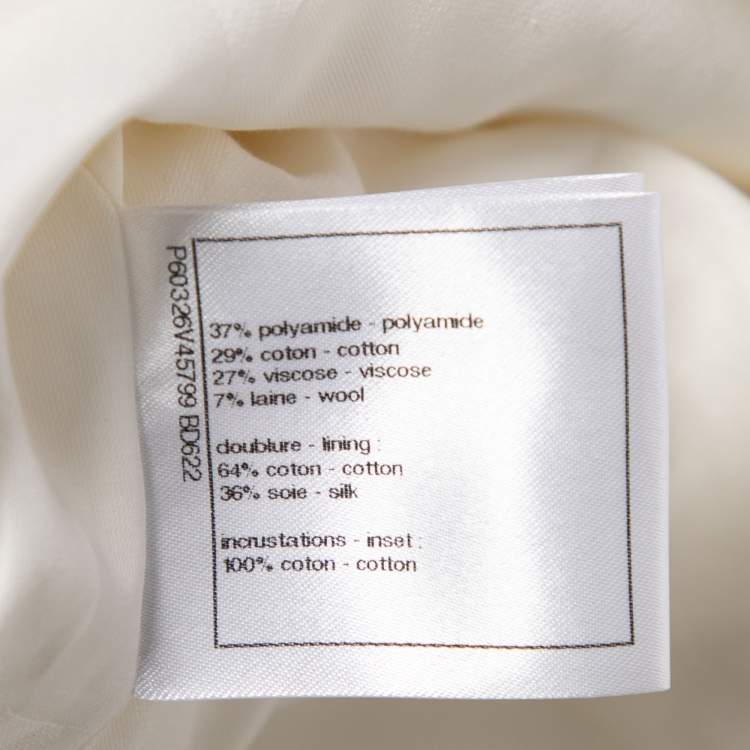 P60326V45799 BD622
37% polyamide - polyamide
29% coton - cotton
27% viscose - viscose
7% laine - wool
doublure - lining :
64% coton - cotton
36% soie - silk
incrustations - inset :
100% coton - cotton